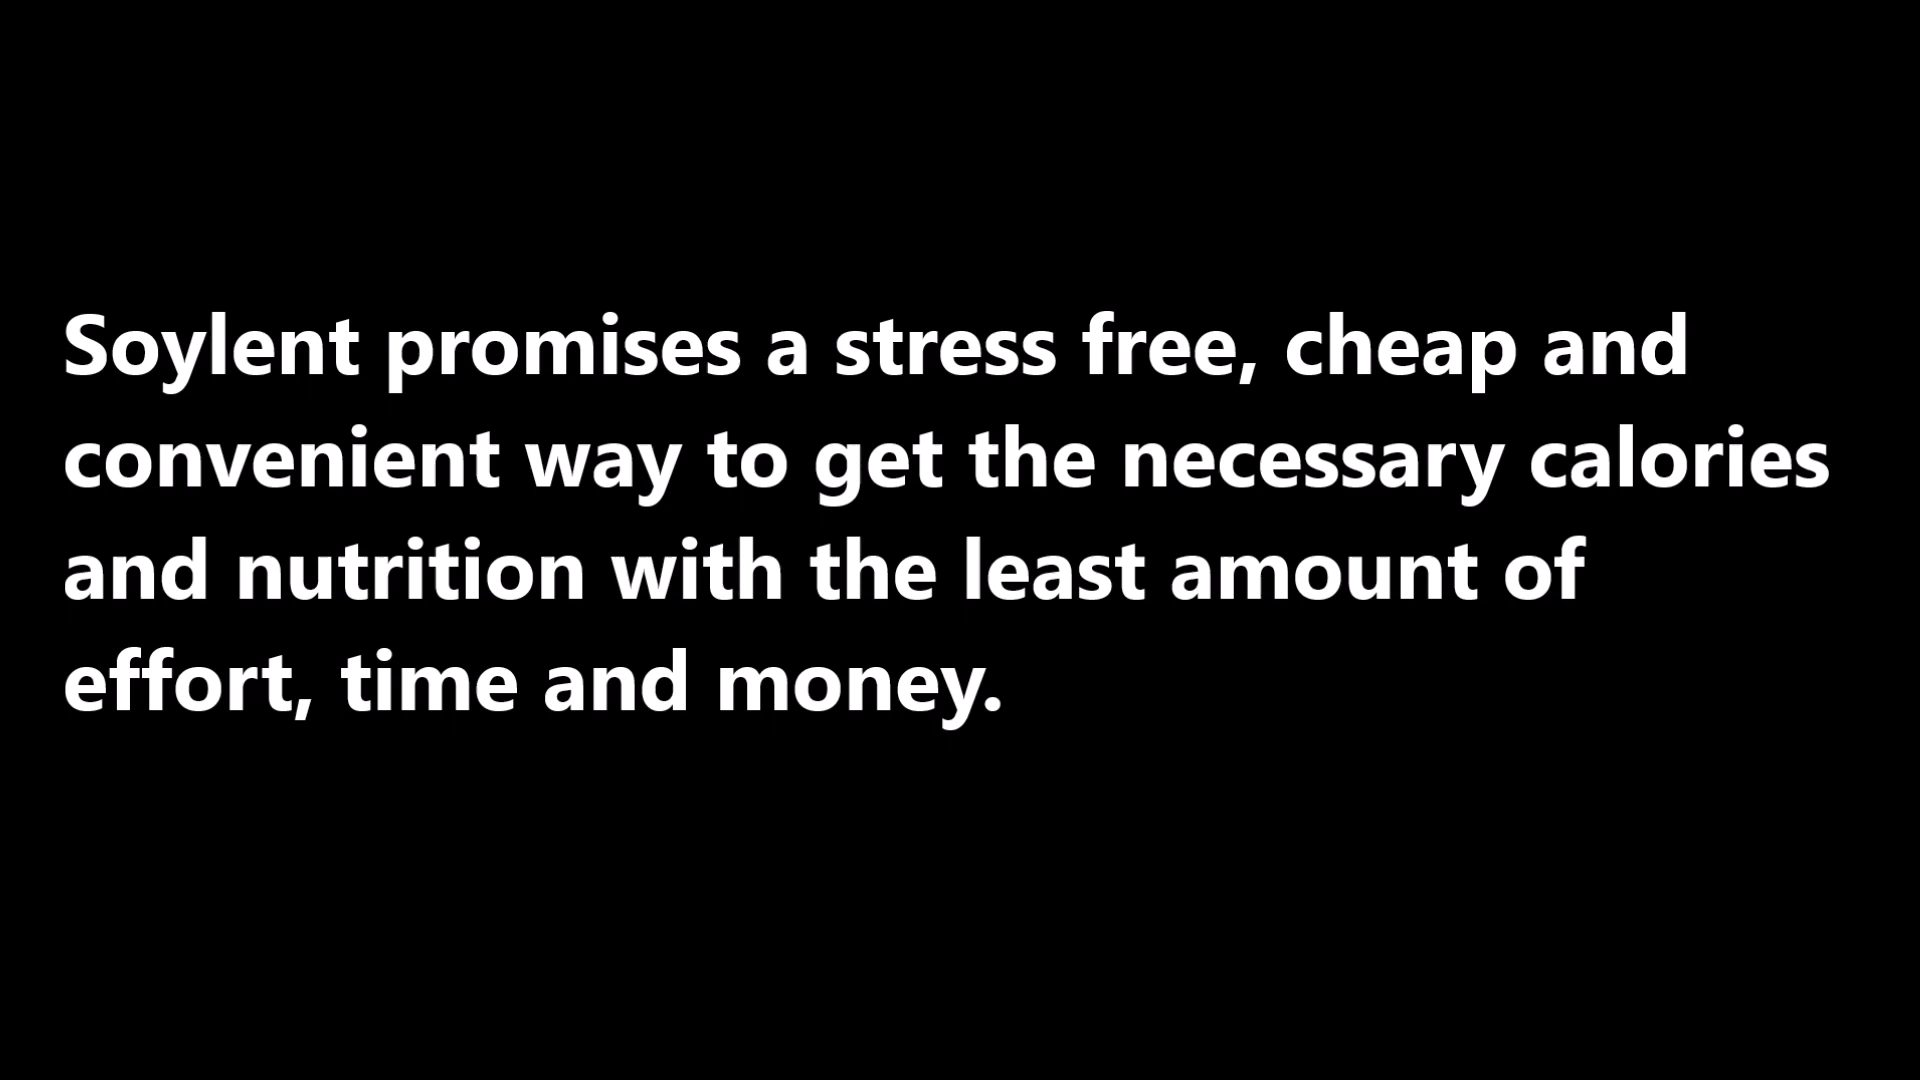 Soylent promises a stress free, cheap and
convenient way to get the necessary calories
and nutrition with the least amount of
effort, time and money.